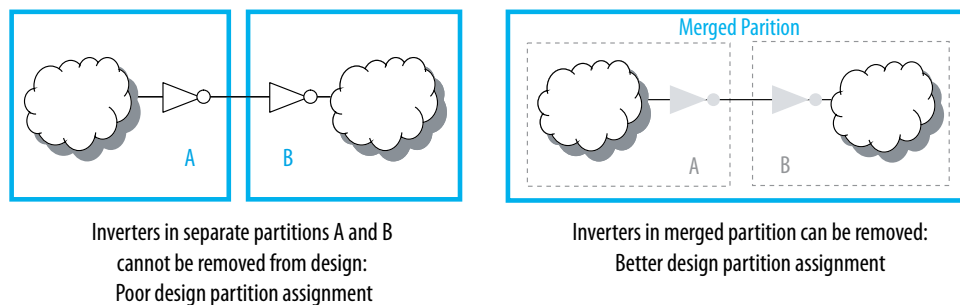 Merged Parition
A
B
A
B
Inverters in separate partitions A and B
cannot be removed from design:
Poor design partition assignment
Inverters in merged partition can be removed:
Better design partition assignment